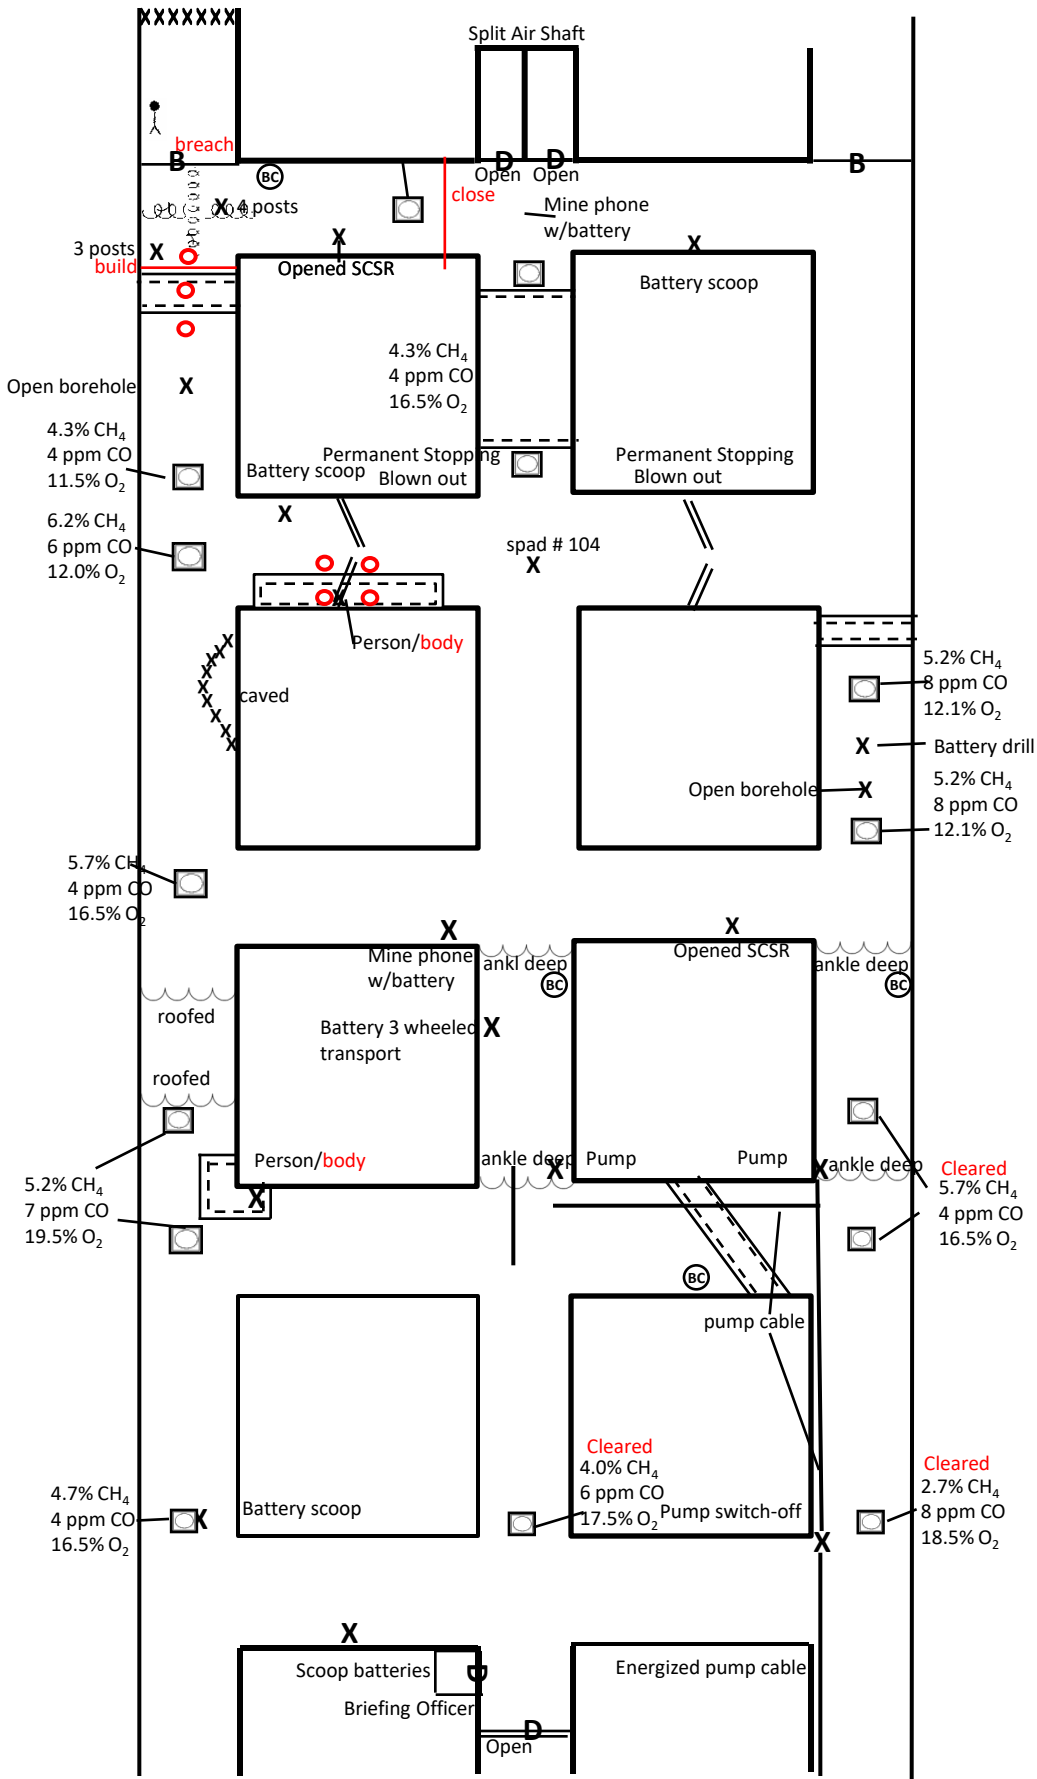 XXXXXXX
Split Air Shaft
breach
B
D
D
B
Open
Open
BC
close
X
4 posts
Mine phone
w/battery
3 posts
X
build
X
Opened SCSR
X
Battery scoop
4.3% CH4
4 ppm CO
16.5% O2
Open borehole
X
4.3% CH4
4 ppm CO
11.5% O2
Battery scoop
Permanent Stopping
Blown out
Permanent Stopping
Blown out
X
6.2% CH4
6 ppm CO
12.0% O2
spad # 104
X
X
Person/body
XXXXXXXXX
caved
5.2% CH4
8 ppm CO
12.1% O2
X
Battery drill
Open borehole
X
5.2% CH4
8 ppm CO
12.1% O2
5.7% CH4
4 ppm CO
16.5% O2
X
Mine phone
w/battery
ankl deep
BC
X
Opened SCSR
ankle deep
BC
roofed
Battery 3 wheeled
transport
X
roofed
Person/body
X
ankle deep
X
Pump
Pump
X
ankle deep
5.2% CH4
7 ppm CO
19.5% O2
Cleared
5.7% CH4
4 ppm CO
16.5% O2
BC
pump cable
4.7% CH4
4 ppm CO
16.5% O2
X
Battery scoop
Cleared
4.0% CH4
6 ppm CO
17.5% O2
Pump switch-off
X
Cleared
2.7% CH4
8 ppm CO
18.5% O2
X
Scoop batteries
D
Briefing Officer
Energized pump cable
D
Open